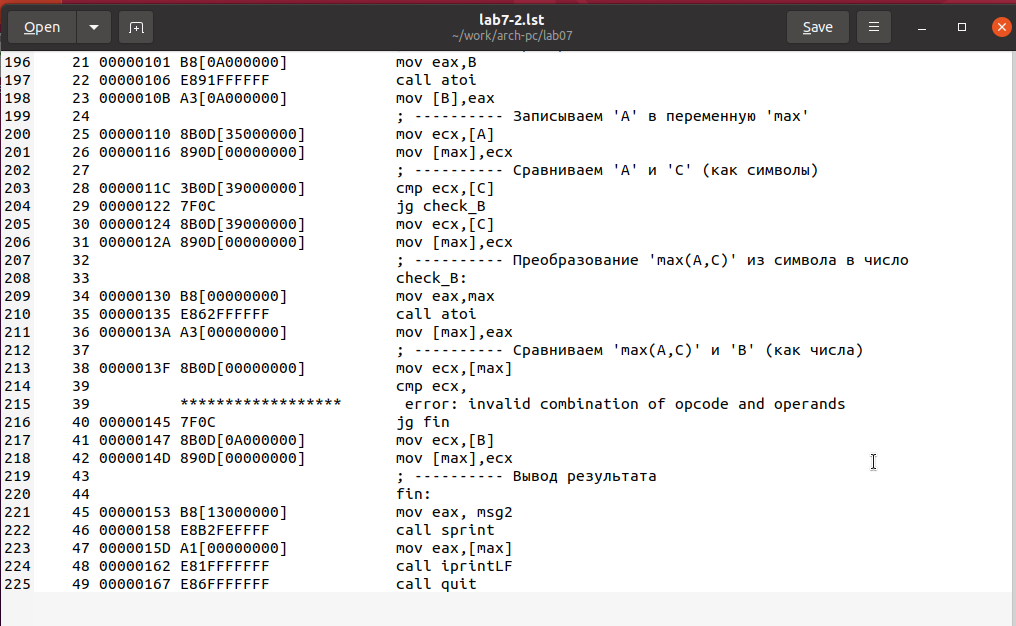 Open
lab7-2.lst
~/work/arch-pc/lab07
Save
196 21 00000101 B8[0A000000] mov eax,B
197 22 00000106 E891FFFFFF call atoi
198 23 0000010B A3[0A000000] mov [B],eax
199 24 ; ---------- Записываем 'A' в переменную 'max'
200 25 00000110 8B0D[35000000] mov ecx,[A]
201 26 00000116 890D[00000000] mov [max],ecx
202 27 ; ---------- Сравниваем 'A' и 'С' (как символы)
203 28 0000011C 3B0D[39000000] cmp ecx,[C]
204 29 00000122 7F0C jg check_B
205 30 00000124 8B0D[39000000] mov ecx,[C]
206 31 0000012A 890D[00000000] mov [max],ecx
207 32 ; ---------- Преобразование 'max(A,C)' из символа в число
208 33 check_B:
209 34 00000130 B8[00000000] mov eax,max
210 35 00000135 E862FFFFFF call atoi
211 36 0000013A A3[00000000] mov [max],eax
212 37 ; ---------- Сравниваем 'max(A,C)' и 'B' (как числа)
213 38 0000013F 8B0D[00000000] mov ecx,[max]
214 39 cmp ecx,
215 39 ****************** error: invalid combination of opcode and operands
216 40 00000145 7F0C jg fin
217 41 00000147 8B0D[0A000000] mov ecx,[B]
218 42 0000014D 890D[00000000] mov [max],ecx
219 43 ; ---------- Вывод результата
220 44 fin:
221 45 00000153 B8[13000000] mov eax, msg2
222 46 00000158 E8B2FEFFFF call sprint
223 47 0000015D A1[00000000] mov eax,[max]
224 48 00000162 E81FFFFFFF call iprintLF
225 49 00000167 E86FFFFFFF call quit